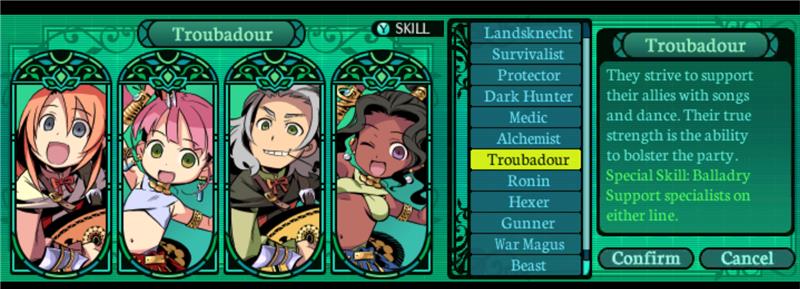 Troubadour
Y SKILL
Landsknecht
Survivalist
Protector
Dark Hunter
Medic
Alchemist
Troubadour
Ronin
Hexer
Gunner
War Magus
Beast
Troubadour
They strive to support
their allies with songs
and dance. Their true
strength is the ability
to bolster the party.
Special Skill: Balladry
Support specialists on
either line.
Confirm
Cancel